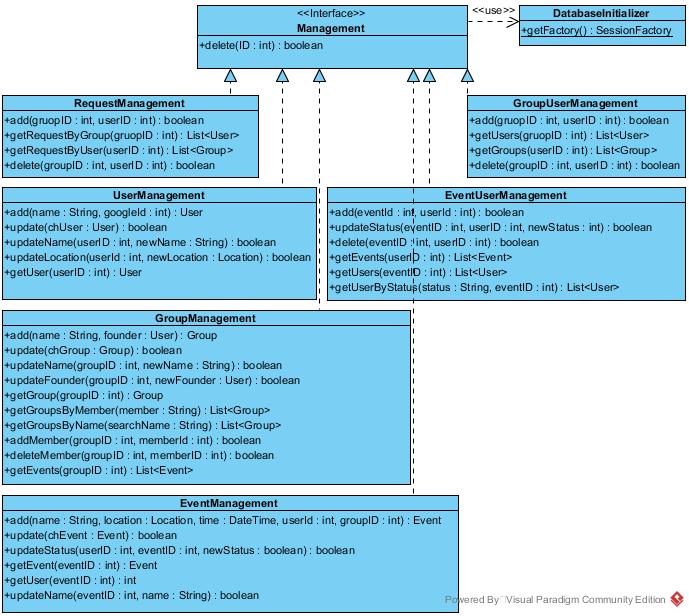 <<Interface>>
Management
+delete(ID : int) : boolean
<<use>>
DatabaseInitializer
+getFactory() : SessionFactory
RequestManagement
+add(gruopID : int, userID : int) : boolean
+getRequestByGroup(gruopID : int) : List<User>
+getRequestByUser(userID : int) : List<Group>
+delete(groupID : int, userID : int) : boolean
GroupUserManagement
+add(gruopID : int, userID : int) : boolean
+getUsers(gruopID : int) : List<User>
+getGroups(userID : int) : List<Group>
+delete(groupID : int, userID : int) : boolean
UserManagement
+add(name : String, googleId : int) : User
+update(chUser : User) : boolean
+updateName(userID : int, newName : String) : boolean
+updateLocation(userId : int, newLocation : Location) : boolean
+getUser(userID : int) : User
EventUserManagement
+add(eventId : int, userId : int) : boolean
+updateStatus(eventID : int, userID : int, newStatus : int) : boolean
+delete(eventID : int, userID : int) : boolean
+getEvents(userID : int) : List<Event>
+getUsers(eventID : int) : List<User>
+getUserByStatus(status : String, eventID : int) : List<User>
GroupManagement
+add(name : String, founder : User) : Group
+update(chGroup : Group) : boolean
+updateName(groupID : int, newName : String) : boolean
+updateFounder(groupID : int, newFounder : User) : boolean
+getGroup(groupID : int) : Group
+getGroupsByMember(member : String) : List<Group>
+getGroupsByName(searchName : String) : List<Group>
+addMember(groupID : int, memberId : int) : boolean
+deleteMember(groupID : int, memberID : int) : boolean
+getEvents(groupID : int) : List<Event>
EventManagement
+add(name : String, location : Location, time : DateTime, userId : int, groupID : int) : Event
+update(chEvent : Event) : boolean
+updateStatus(userID : int, eventID : int, newStatus : boolean) : boolean
+getEvent(eventID : int) : Event
+getUser(eventID : int) : int
+updateName(eventID : int, name : String) : boolean
Powered By Visual Paradigm Community Edition